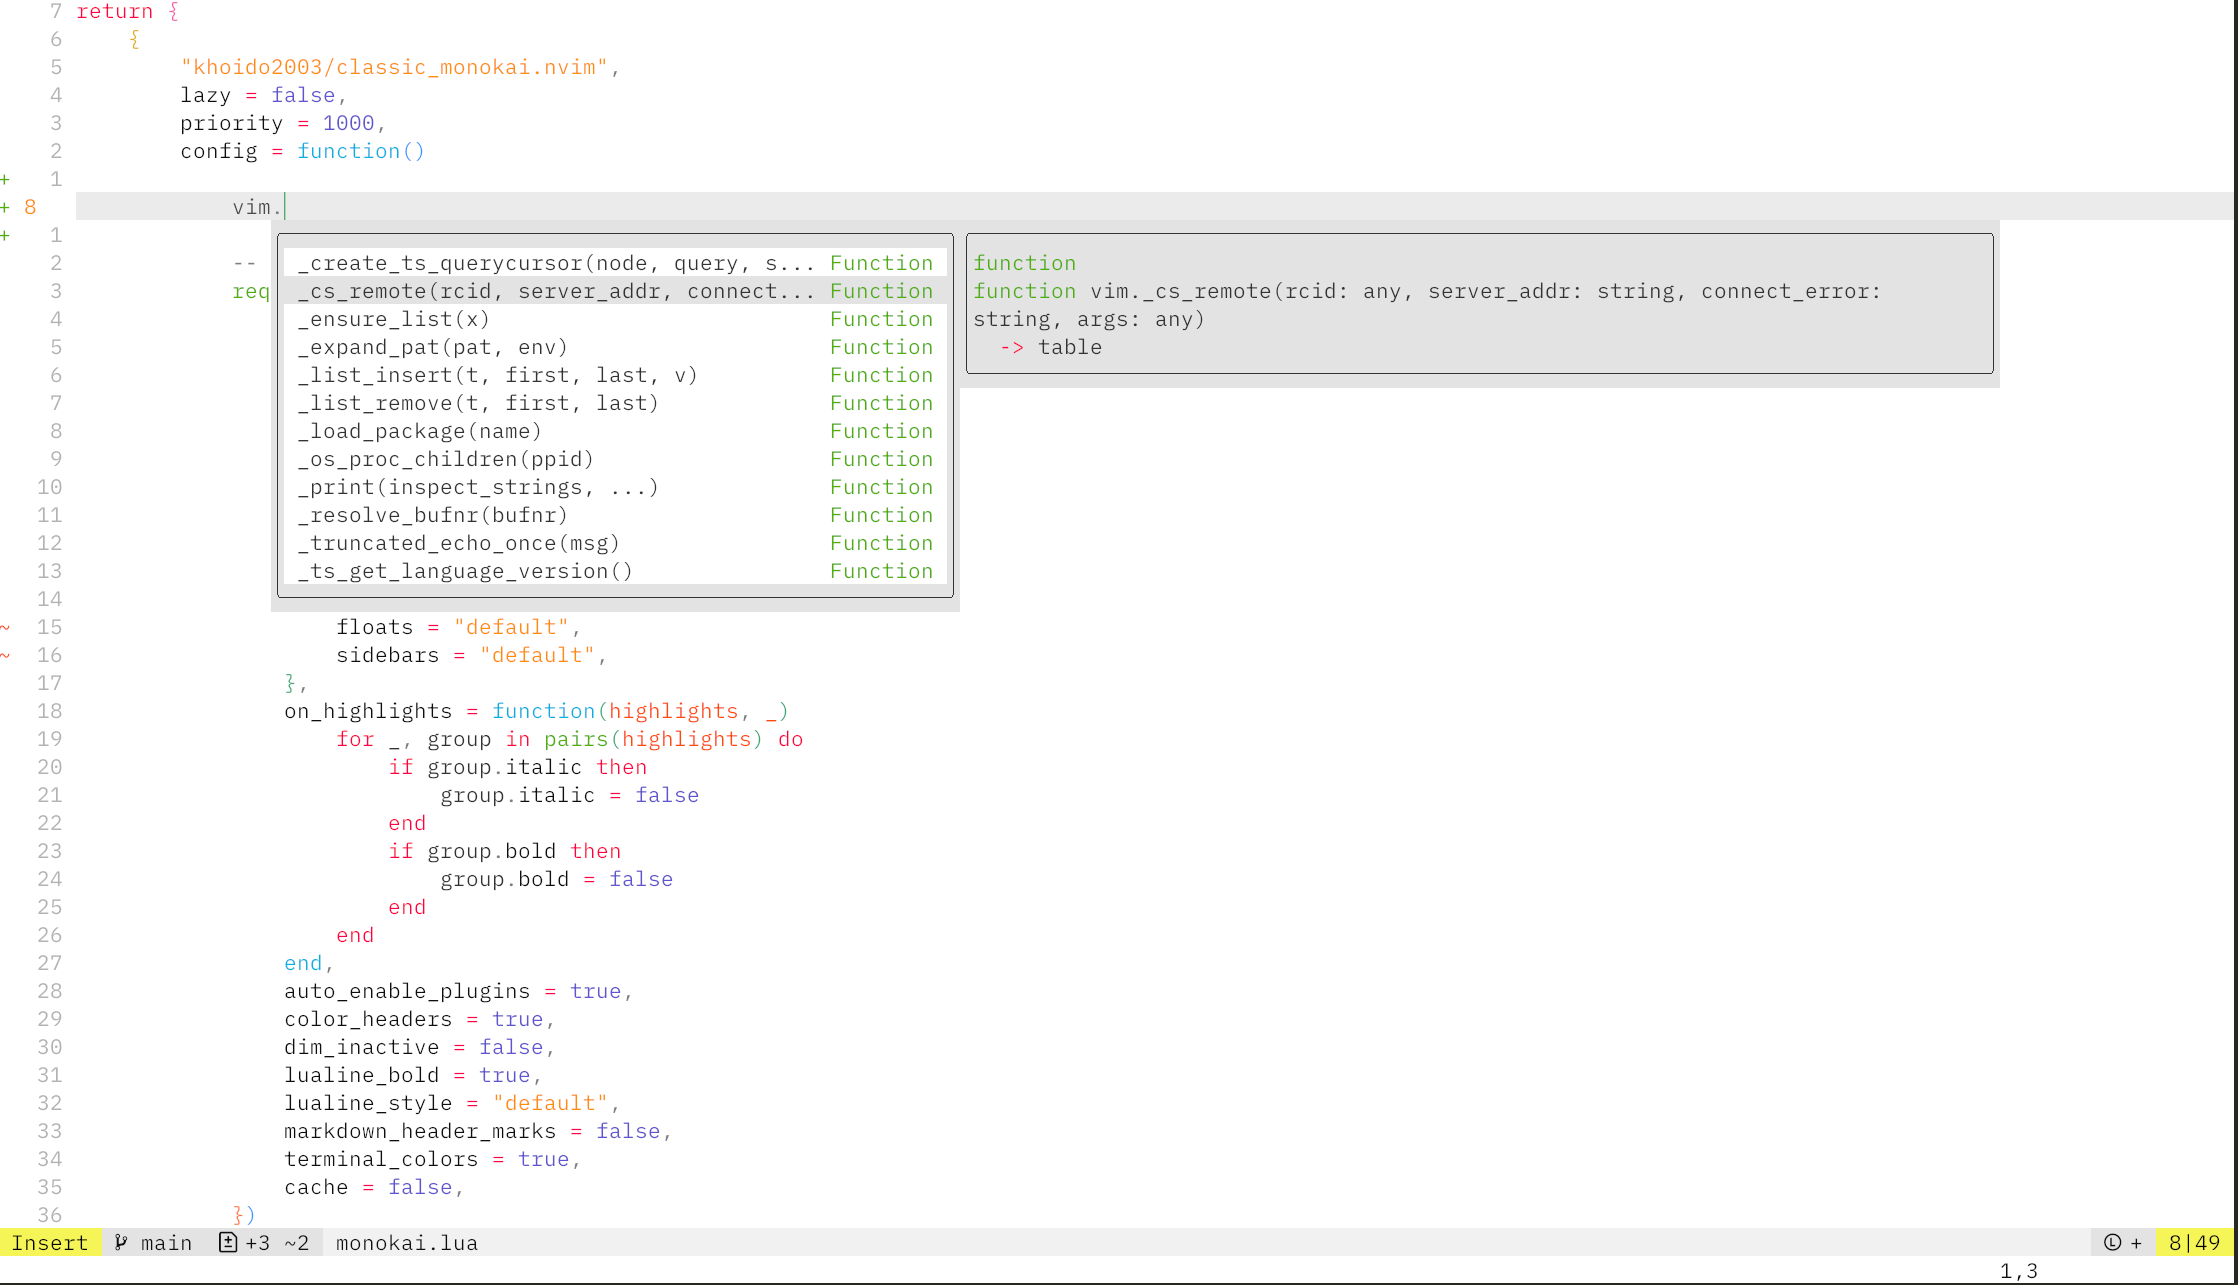 7 return {
6 {
5 "khoido2003/classic_monokai.nvim",
4 lazy = false,
3 priority = 1000,
2 config = function()
+ 1
+ 8 vim.
+ 1
2 --
3 req
4
5
6
7
8
9
10
11
12
13
14
_create_ts_querycursor(node, query, s... Function
_cs_remote(rcid, server_addr, connect... Function
_ensure_list(x) Function
_expand_pat(pat, env) Function
_list_insert(t, first, last, v) Function
_list_remove(t, first, last) Function
_load_package(name) Function
_os_proc_children(ppid) Function
_print(inspect_strings, ...) Function
_resolve_bufnr(bufnr) Function
_truncated_echo_once(msg) Function
_ts_get_language_version() Function
function
function vim._cs_remote(rcid: any, server_addr: string, connect_error:
string, args: any)
-> table
~ 15 floats = "default",
~ 16 sidebars = "default",
17 },
18 on_highlights = function(highlights, _)
19 for _, group in pairs(highlights) do
20 if group.italic then
21 group.italic = false
22 end
23 if group.bold then
24 group.bold = false
25 end
26 end
27 end,
28 auto_enable_plugins = true,
29 color_headers = true,
30 dim_inactive = false,
31 lualine_bold = true,
32 lualine_style = "default",
33 markdown_header_marks = false,
34 terminal_colors = true,
35 cache = false,
36 })
Insert main +3 ~2 monokai.lua Ⓛ + 8|49
1,3